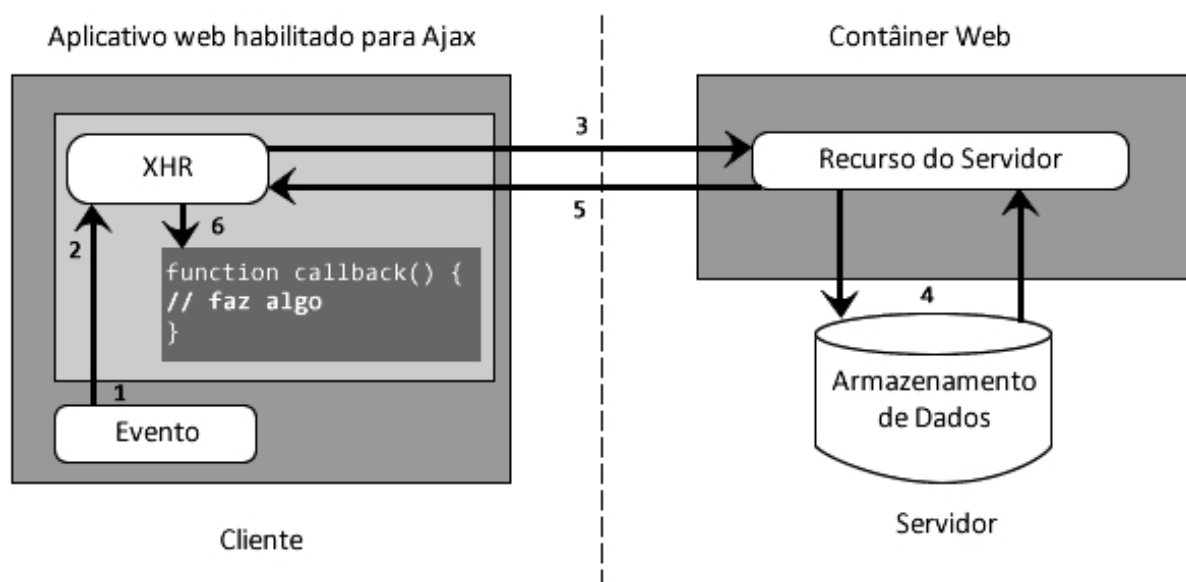 Aplicativo web habilitado para Ajax
Contâiner Web
XHR
3
Recurso do Servidor
5
2
6
function callback() {
// faz algo
}
4
1
Evento
Armazenamento
de Dados
Cliente
Servidor